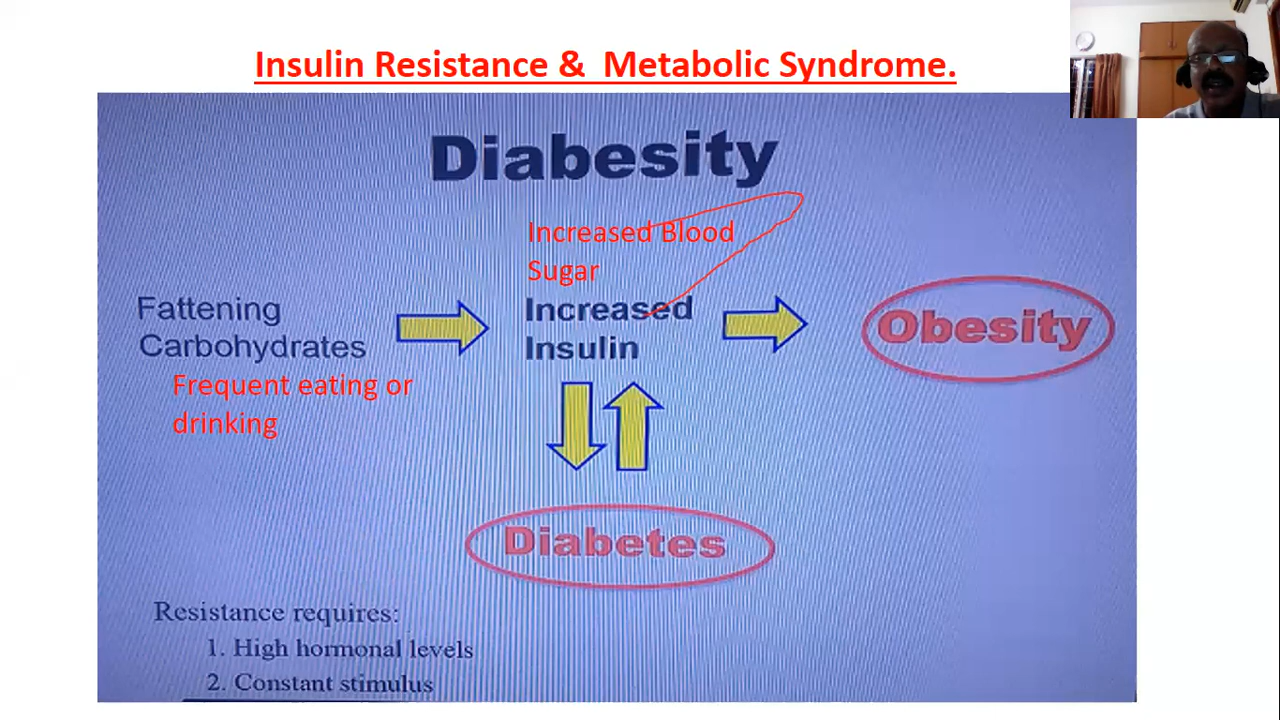 Insulin Resistance &  Metabolic Syndrome.
Diabesity
Increased Blood
Sugar
Fattening
Carbohydrates
Frequent eating or
drinking
Increased
Insulin
Obesity
Diabetes
Resistance requires:
1. High hormonal levels
2. Constant stimulus